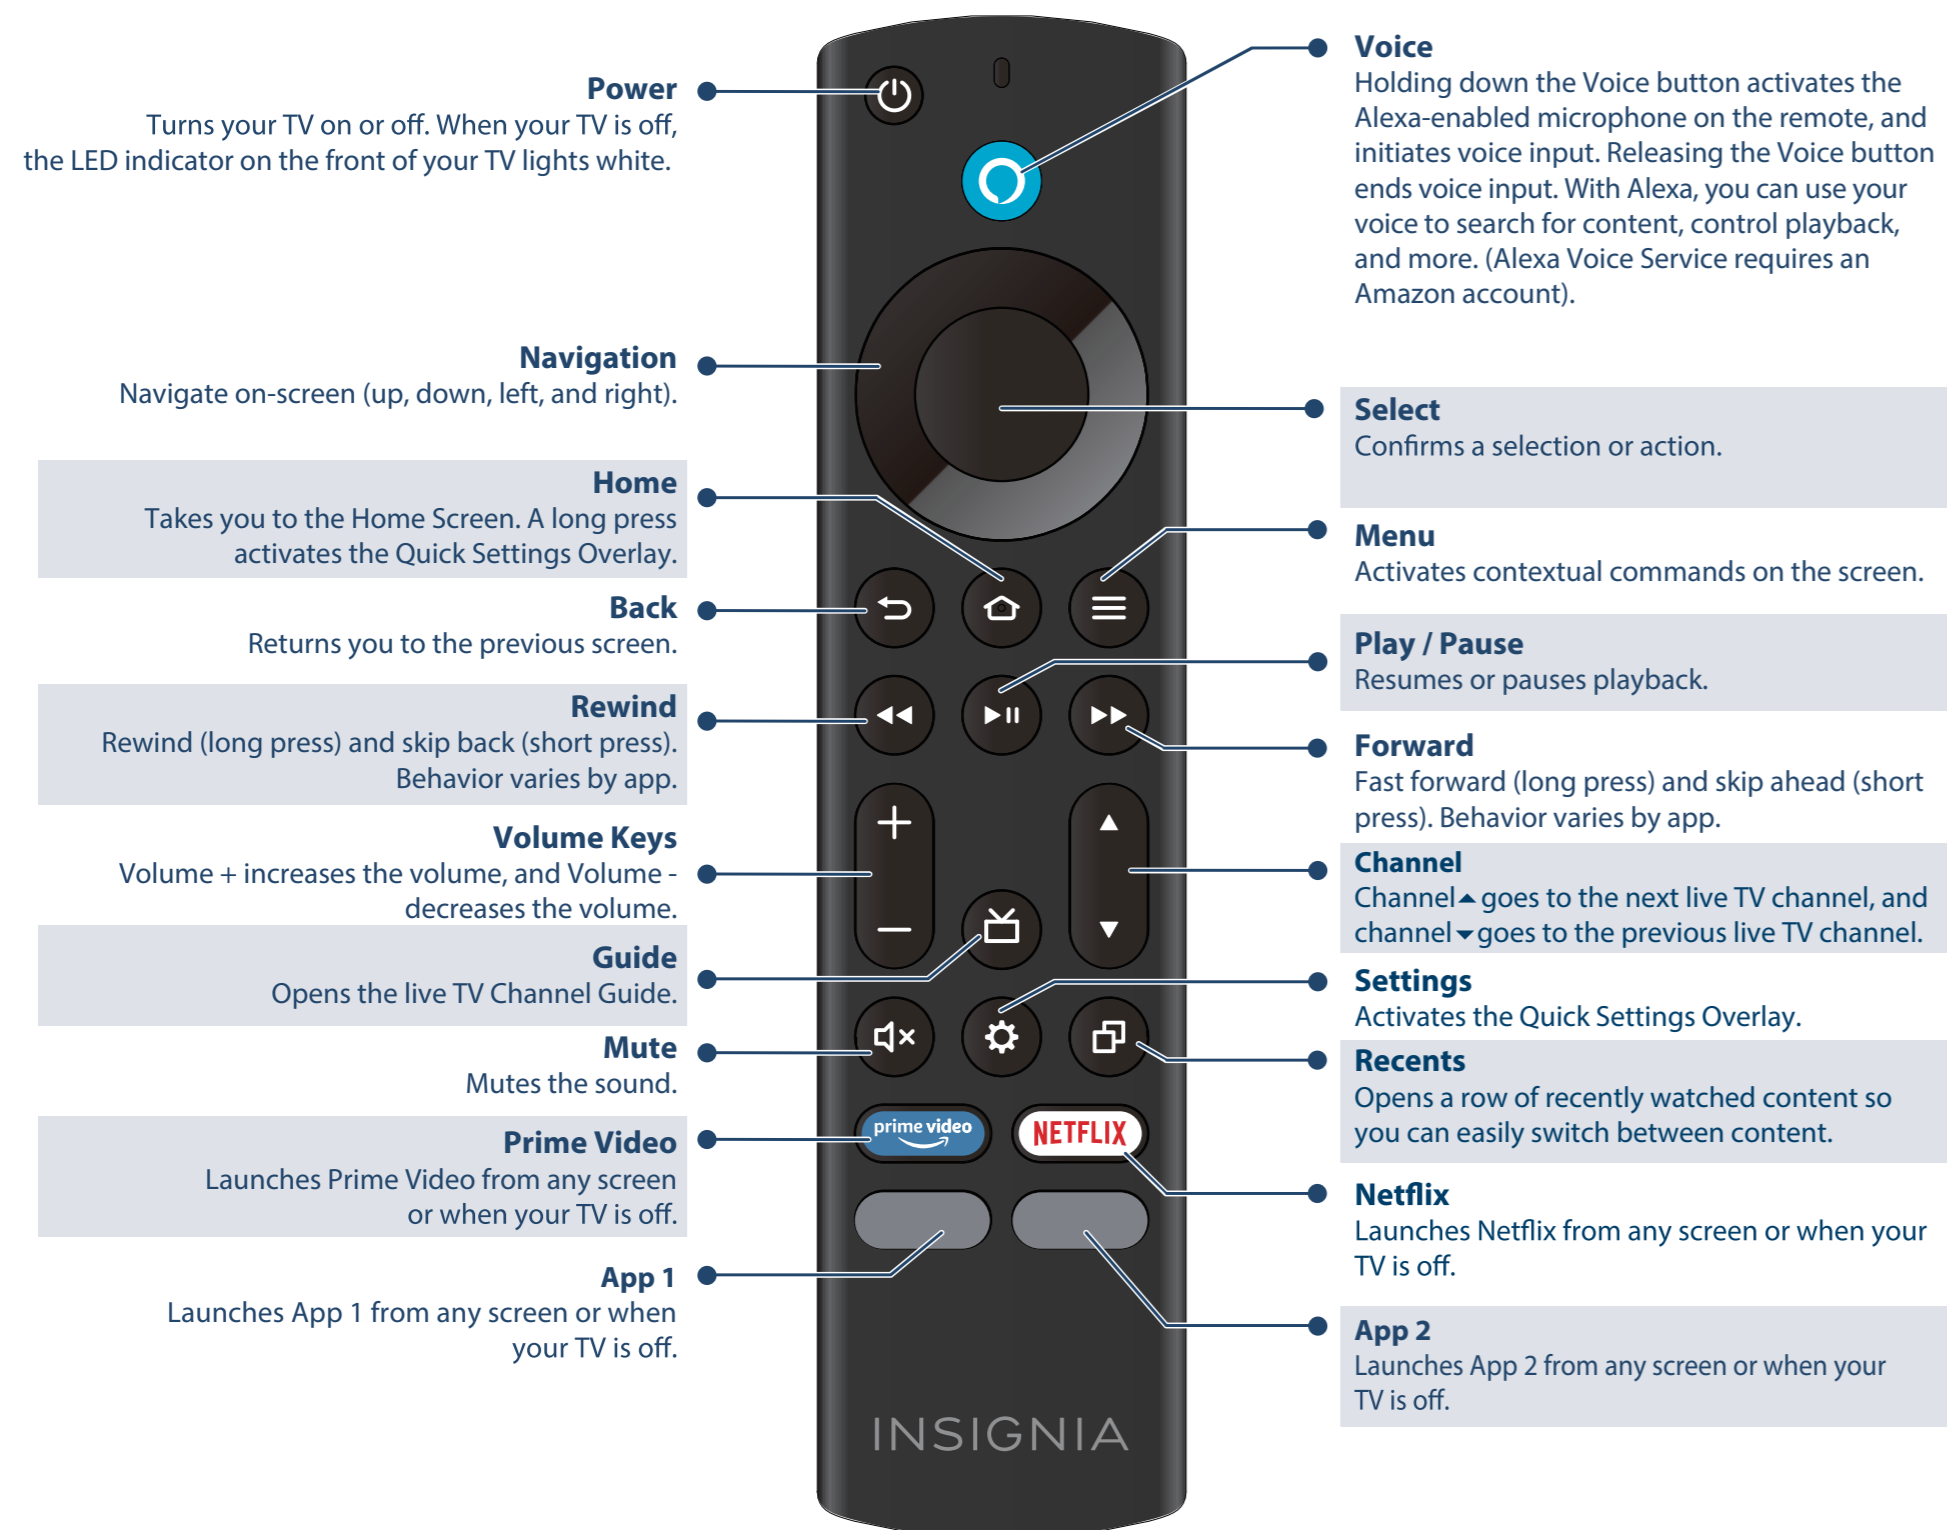 Power
Turns your TV on or off. When your TV is off,
the LED indicator on the front of your TV lights white.
Navigation
Navigate on-screen (up, down, left, and right).
Home
Takes you to the Home Screen. A long press
activates the Quick Settings Overlay.
Back
Returns you to the previous screen.
Rewind
Rewind (long press) and skip back (short press).
Behavior varies by app.
Volume Keys
Volume + increases the volume, and Volume -
decreases the volume.
Guide
Opens the live TV Channel Guide.
Mute
Mutes the sound.
Prime Video
Launches Prime Video from any screen
or when your TV is off.
App 1
Launches App 1 from any screen or when
your TV is off.
prime video
NETFLIX
INSIGNIA
Voice
Holding down the Voice button activates the
Alexa-enabled microphone on the remote, and
initiates voice input. Releasing the Voice button
ends voice input. With Alexa, you can use your
voice to search for content, control playback,
and more. (Alexa Voice Service requires an
Amazon account).
Select
Confirms a selection or action.
Menu
Activates contextual commands on the screen.
Play / Pause
Resumes or pauses playback.
Forward
Fast forward (long press) and skip ahead (short
press). Behavior varies by app.
Channel
Channel▲ goes to the next live TV channel, and
channel▼goes to the previous live TV channel.
Settings
Activates the Quick Settings Overlay.
Recents
Opens a row of recently watched content so
you can easily switch between content.
Netflix
Launches Netflix from any screen or when your
TV is off.
App 2
Launches App 2 from any screen or when your
TV is off.